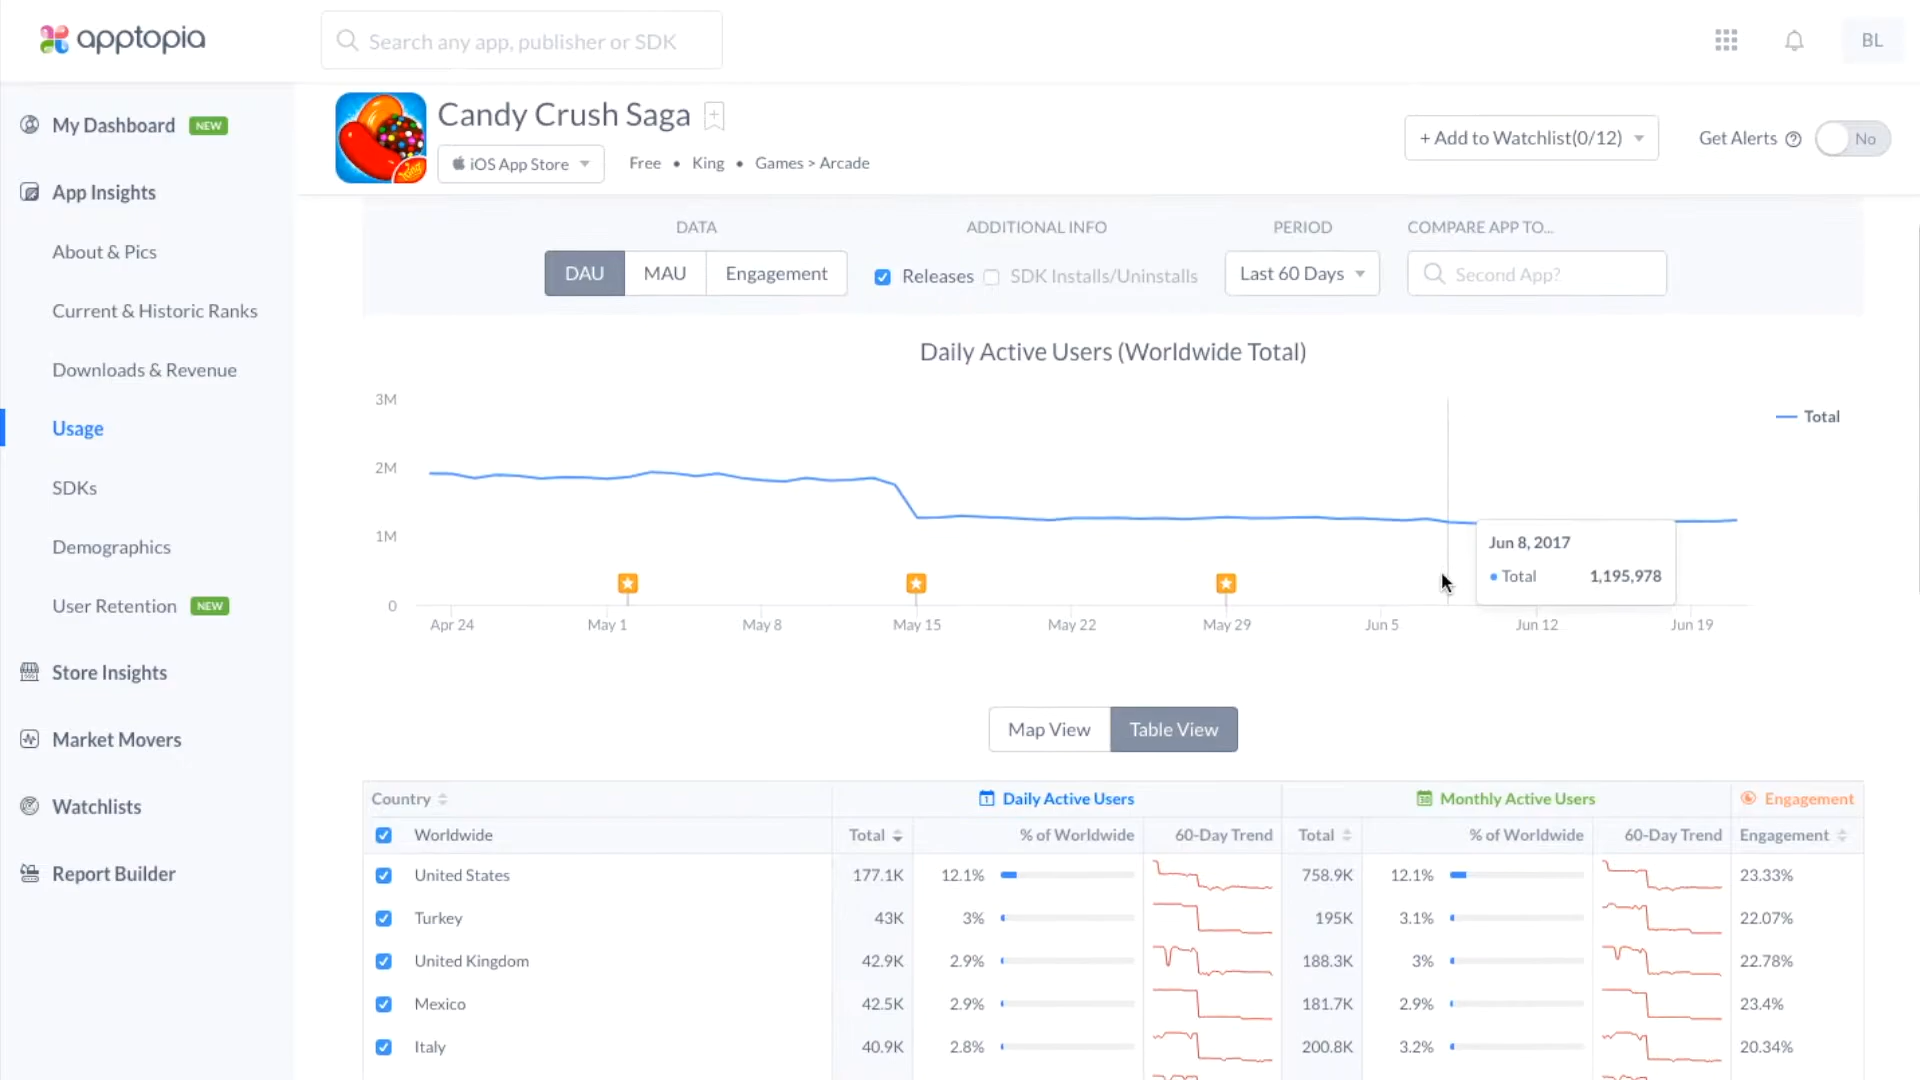 apptopia
Search any app, publisher or SDK
BL
My Dashboard NEW
App Insights
About & Pics
Current & Historic Ranks
Downloads & Revenue
Usage
SDKs
Demographics
User Retention NEW
Store Insights
Market Movers
Watchlists
Report Builder
Candy Crush Saga
iOS App Store
Free • King • Games > Arcade
+ Add to Watchlist(0/12)
Get Alerts ? No
DATA
DAU MAU Engagement
ADDITIONAL INFO
Releases SDK Installs/Uninstalls
PERIOD
Last 60 Days
COMPARE APP TO...
Second App?
Daily Active Users (Worldwide Total)
3M
2M
1M
0
Total
Jun 8, 2017
Total 1,195,978
Apr 24 May 1 May 8 May 15 May 22 May 29 Jun 5 Jun 12 Jun 19
Map View Table View
Country Daily Active Users Monthly Active Users Engagement
Worldwide Total % of Worldwide 60-Day Trend Total % of Worldwide 60-Day Trend Engagement
United States 177.1K 12.1% 758.9K 12.1% 23.33%
Turkey 43K 3% 195K 3.1% 22.07%
United Kingdom 42.9K 2.9% 188.3K 3% 22.78%
Mexico 42.5K 2.9% 181.7K 2.9% 23.4%
Italy 40.9K 2.8% 200.8K 3.2% 20.34%